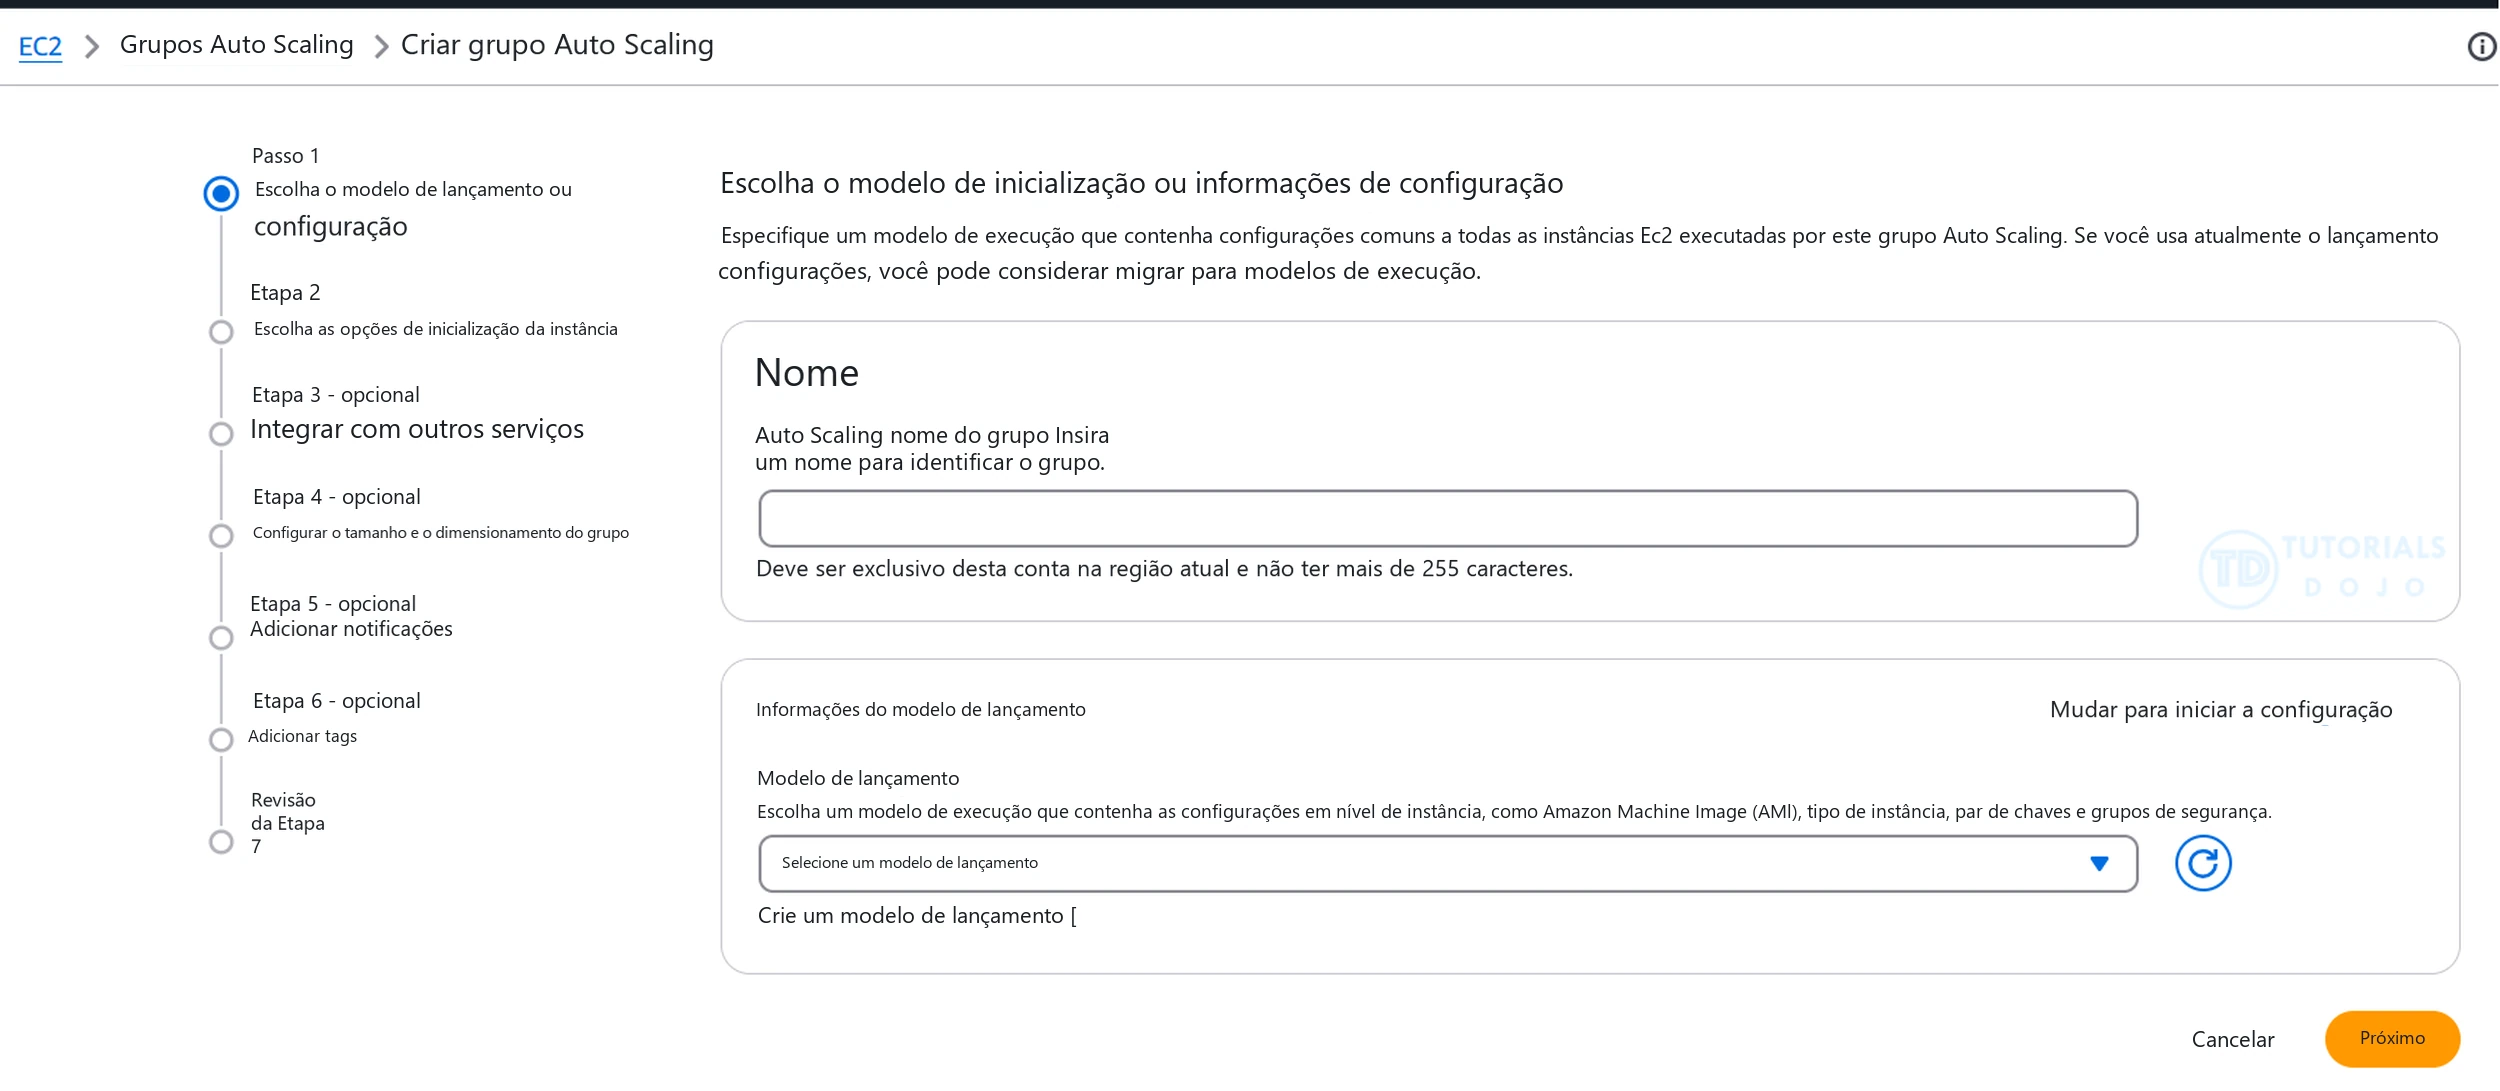 EC2 > Grupos Auto Scaling > Criar grupo Auto Scaling
Passo 1
Escolha o modelo de lançamento ou
configuração
Etapa 2
Escolha as opções de inicialização da instância
Etapa 3 - opcional
Integrar com outros serviços
Etapa 4 - opcional
Configurar o tamanho e o dimensionamento do grupo
Etapa 5 - opcional
Adicionar notificações
Etapa 6 - opcional
Adicionar tags
Revisão
da Etapa
7
Escolha o modelo de inicialização ou informações de configuração
Especifique um modelo de execução que contenha configurações comuns a todas as instâncias Ec2 executadas por este grupo Auto Scaling. Se você usa atualmente o lançamento
configurações, você pode considerar migrar para modelos de execução.
Nome
Auto Scaling nome do grupo Insira
um nome para identificar o grupo.
Deve ser exclusivo desta conta na região atual e não ter mais de 255 caracteres.
TD TUTORIALS
DOJO
Informações do modelo de lançamento
Mudar para iniciar a configuração
Modelo de lançamento
Escolha um modelo de execução que contenha as configurações em nível de instância, como Amazon Machine Image (AMl), tipo de instância, par de chaves e grupos de segurança.
Selecione um modelo de lançamento
Crie um modelo de lançamento [
Cancelar
Próximo